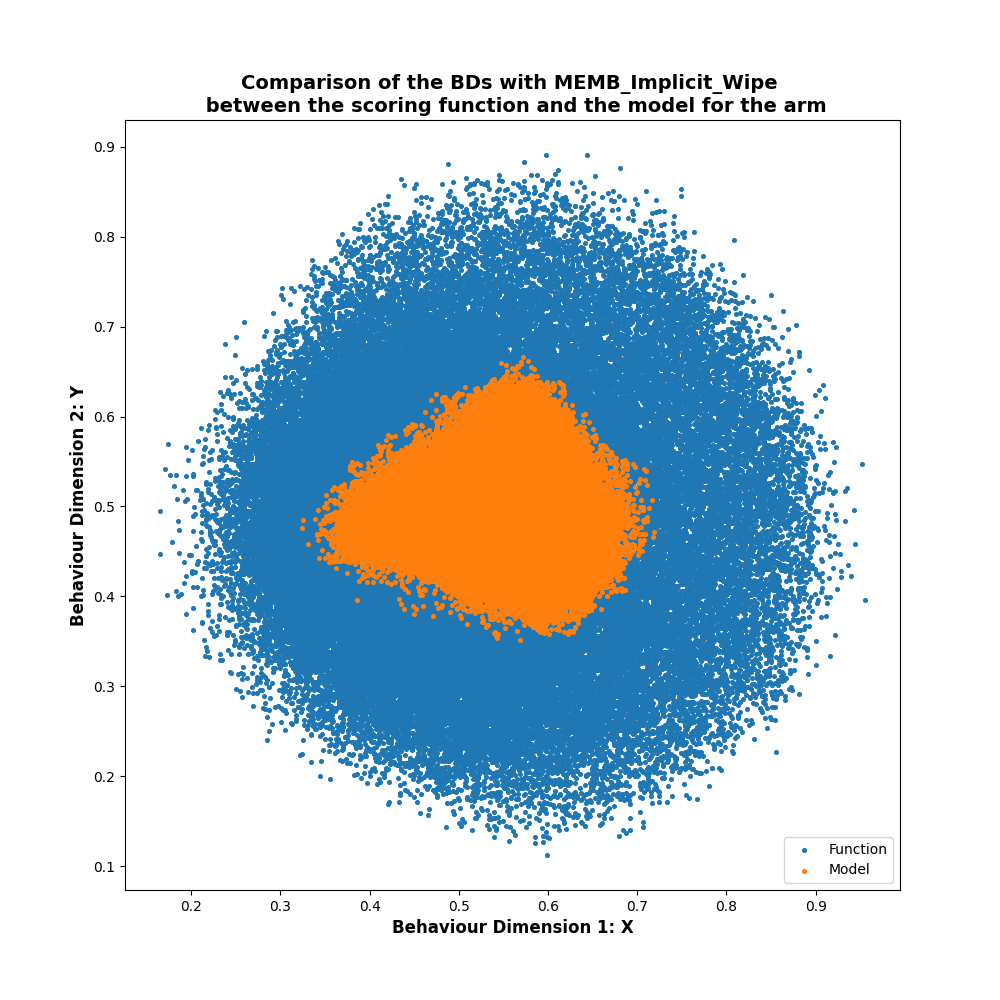 Comparison of the BDs with MEMB_Implicit_Wipe
between the scoring function and the model for the arm
0.9
0.8
0.7
0.6
0.5
0.4
0.3
0.2
0.1
Behaviour Dimension 2: Y
Function
Model
0.2 0.3 0.4 0.5 0.6 0.7 0.8 0.9
Behaviour Dimension 1: X